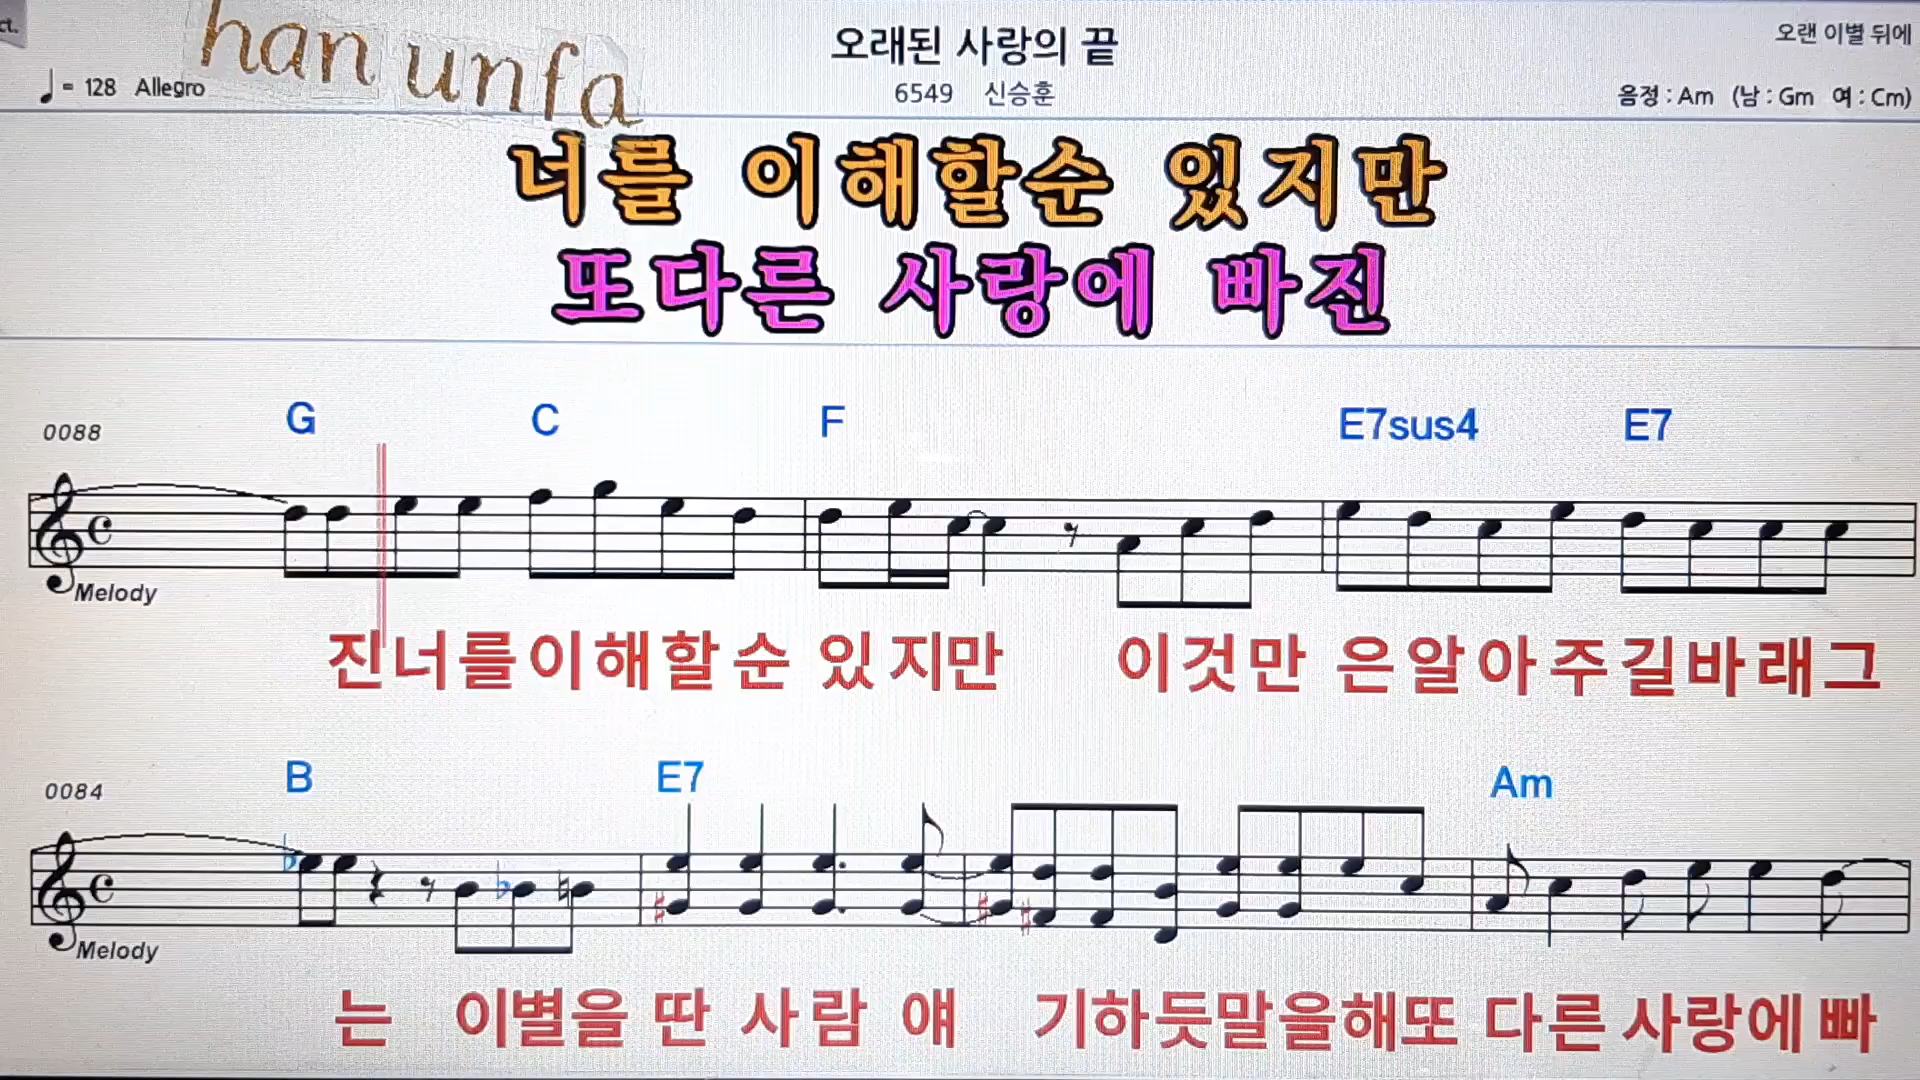 ct.
han unfa
오래된 사랑의 끝
오랜 이별 뒤에
♩= 128 Allegro
6549 신승훈
음정 : Am (남 : Gm 여 : Cm)
너를 이해할순 있지만
또다른 사랑에 빠진
0088 G C F E7sus4 E7
Melody
진너를이해할순 있지만 이것만 은알아주길바래그
0084 B E7 Am
Melody
는 이별을 딴 사람 얘 기하듯말을해또 다른 사랑에 빠